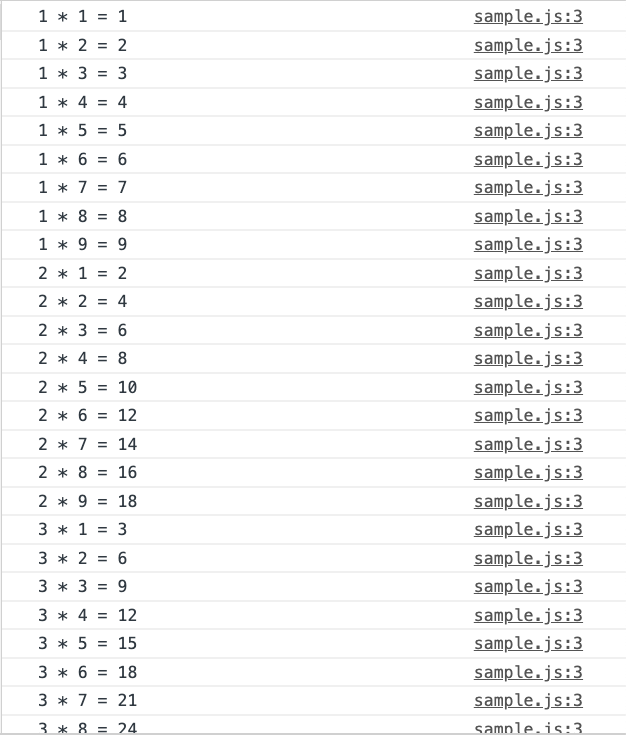 1 * 1 = 1 sample.js:3
1 * 2 = 2 sample.js:3
1 * 3 = 3 sample.js:3
1 * 4 = 4 sample.js:3
1 * 5 = 5 sample.js:3
1 * 6 = 6 sample.js:3
1 * 7 = 7 sample.js:3
1 * 8 = 8 sample.js:3
1 * 9 = 9 sample.js:3
2 * 1 = 2 sample.js:3
2 * 2 = 4 sample.js:3
2 * 3 = 6 sample.js:3
2 * 4 = 8 sample.js:3
2 * 5 = 10 sample.js:3
2 * 6 = 12 sample.js:3
2 * 7 = 14 sample.js:3
2 * 8 = 16 sample.js:3
2 * 9 = 18 sample.js:3
3 * 1 = 3 sample.js:3
3 * 2 = 6 sample.js:3
3 * 3 = 9 sample.js:3
3 * 4 = 12 sample.js:3
3 * 5 = 15 sample.js:3
3 * 6 = 18 sample.js:3
3 * 7 = 21 sample.js:3
3 * 8 = 24 sample.js:3